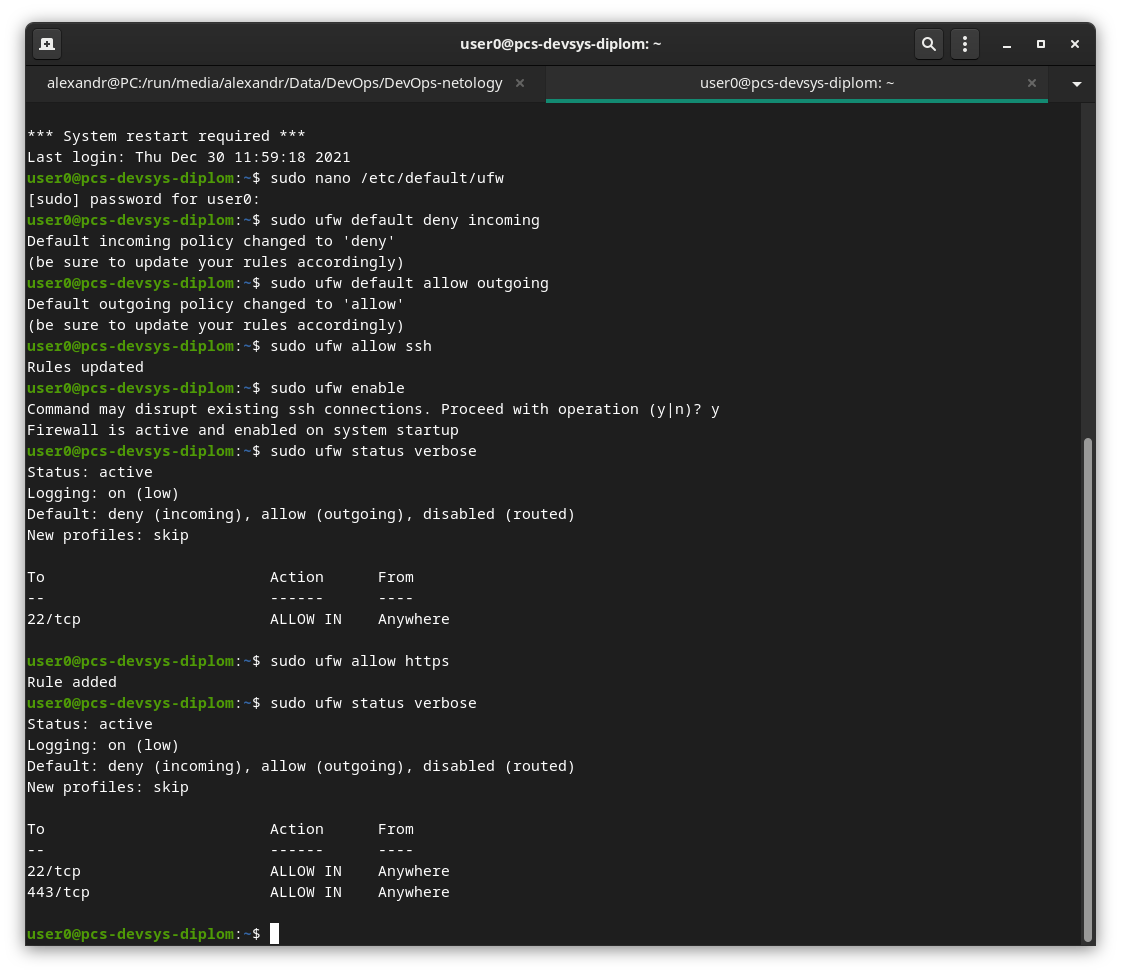 user0@pcs-devsys-diplom: ~
alexandr@PC:/run/media/alexandr/Data/DevOps/DevOps-netology
user0@pcs-devsys-diplom: ~
*** System restart required ***
Last login: Thu Dec 30 11:59:18 2021
user0@pcs-devsys-diplom:~$ sudo nano /etc/default/ufw
[sudo] password for user0:
user0@pcs-devsys-diplom:~$ sudo ufw default deny incoming
Default incoming policy changed to 'deny'
(be sure to update your rules accordingly)
user0@pcs-devsys-diplom:~$ sudo ufw default allow outgoing
Default outgoing policy changed to 'allow'
(be sure to update your rules accordingly)
user0@pcs-devsys-diplom:~$ sudo ufw allow ssh
Rules updated
user0@pcs-devsys-diplom:~$ sudo ufw enable
Command may disrupt existing ssh connections. Proceed with operation (y|n)? y
Firewall is active and enabled on system startup
user0@pcs-devsys-diplom:~$ sudo ufw status verbose
Status: active
Logging: on (low)
Default: deny (incoming), allow (outgoing), disabled (routed)
New profiles: skip
To                         Action      From
--                         ------      ----
22/tcp                     ALLOW IN    Anywhere
user0@pcs-devsys-diplom:~$ sudo ufw allow https
Rule added
user0@pcs-devsys-diplom:~$ sudo ufw status verbose
Status: active
Logging: on (low)
Default: deny (incoming), allow (outgoing), disabled (routed)
New profiles: skip
To                         Action      From
--                         ------      ----
22/tcp                     ALLOW IN    Anywhere
443/tcp                    ALLOW IN    Anywhere
user0@pcs-devsys-diplom:~$